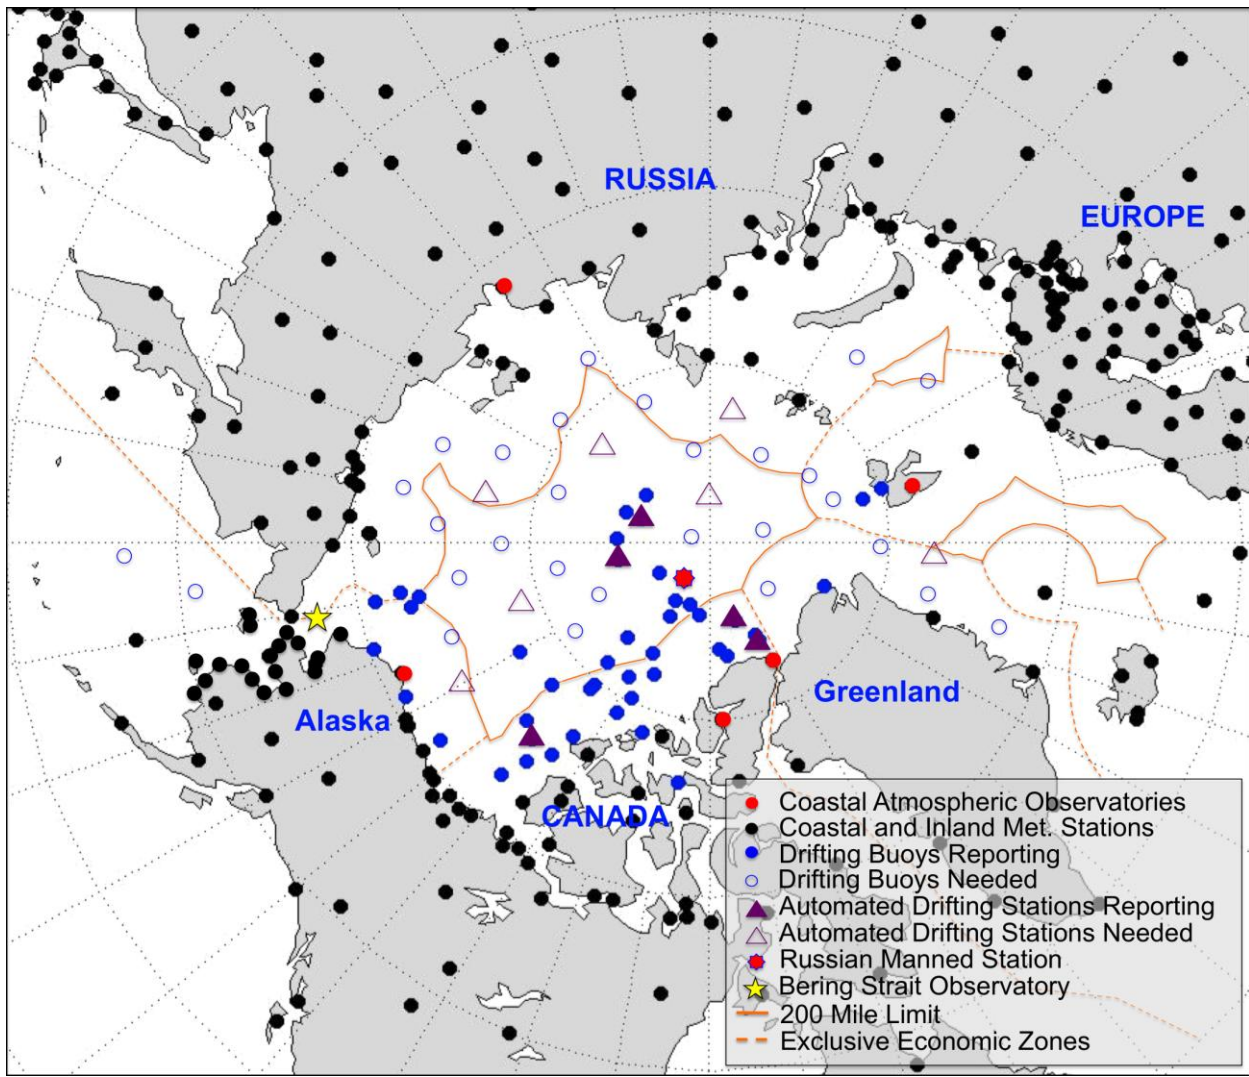 RUSSIA
EUROPE
Greenland
Alaska
CANADA
Coastal Atmospheric Observatories
Coastal and Inland Met. Stations
Drifting Buoys Reporting
Drifting Buoys Needed
Automated Drifting Stations Reporting
Automated Drifting Stations Needed
Russian Manned Station
Bering Strait Observatory
200 Mile Limit
Exclusive Economic Zones